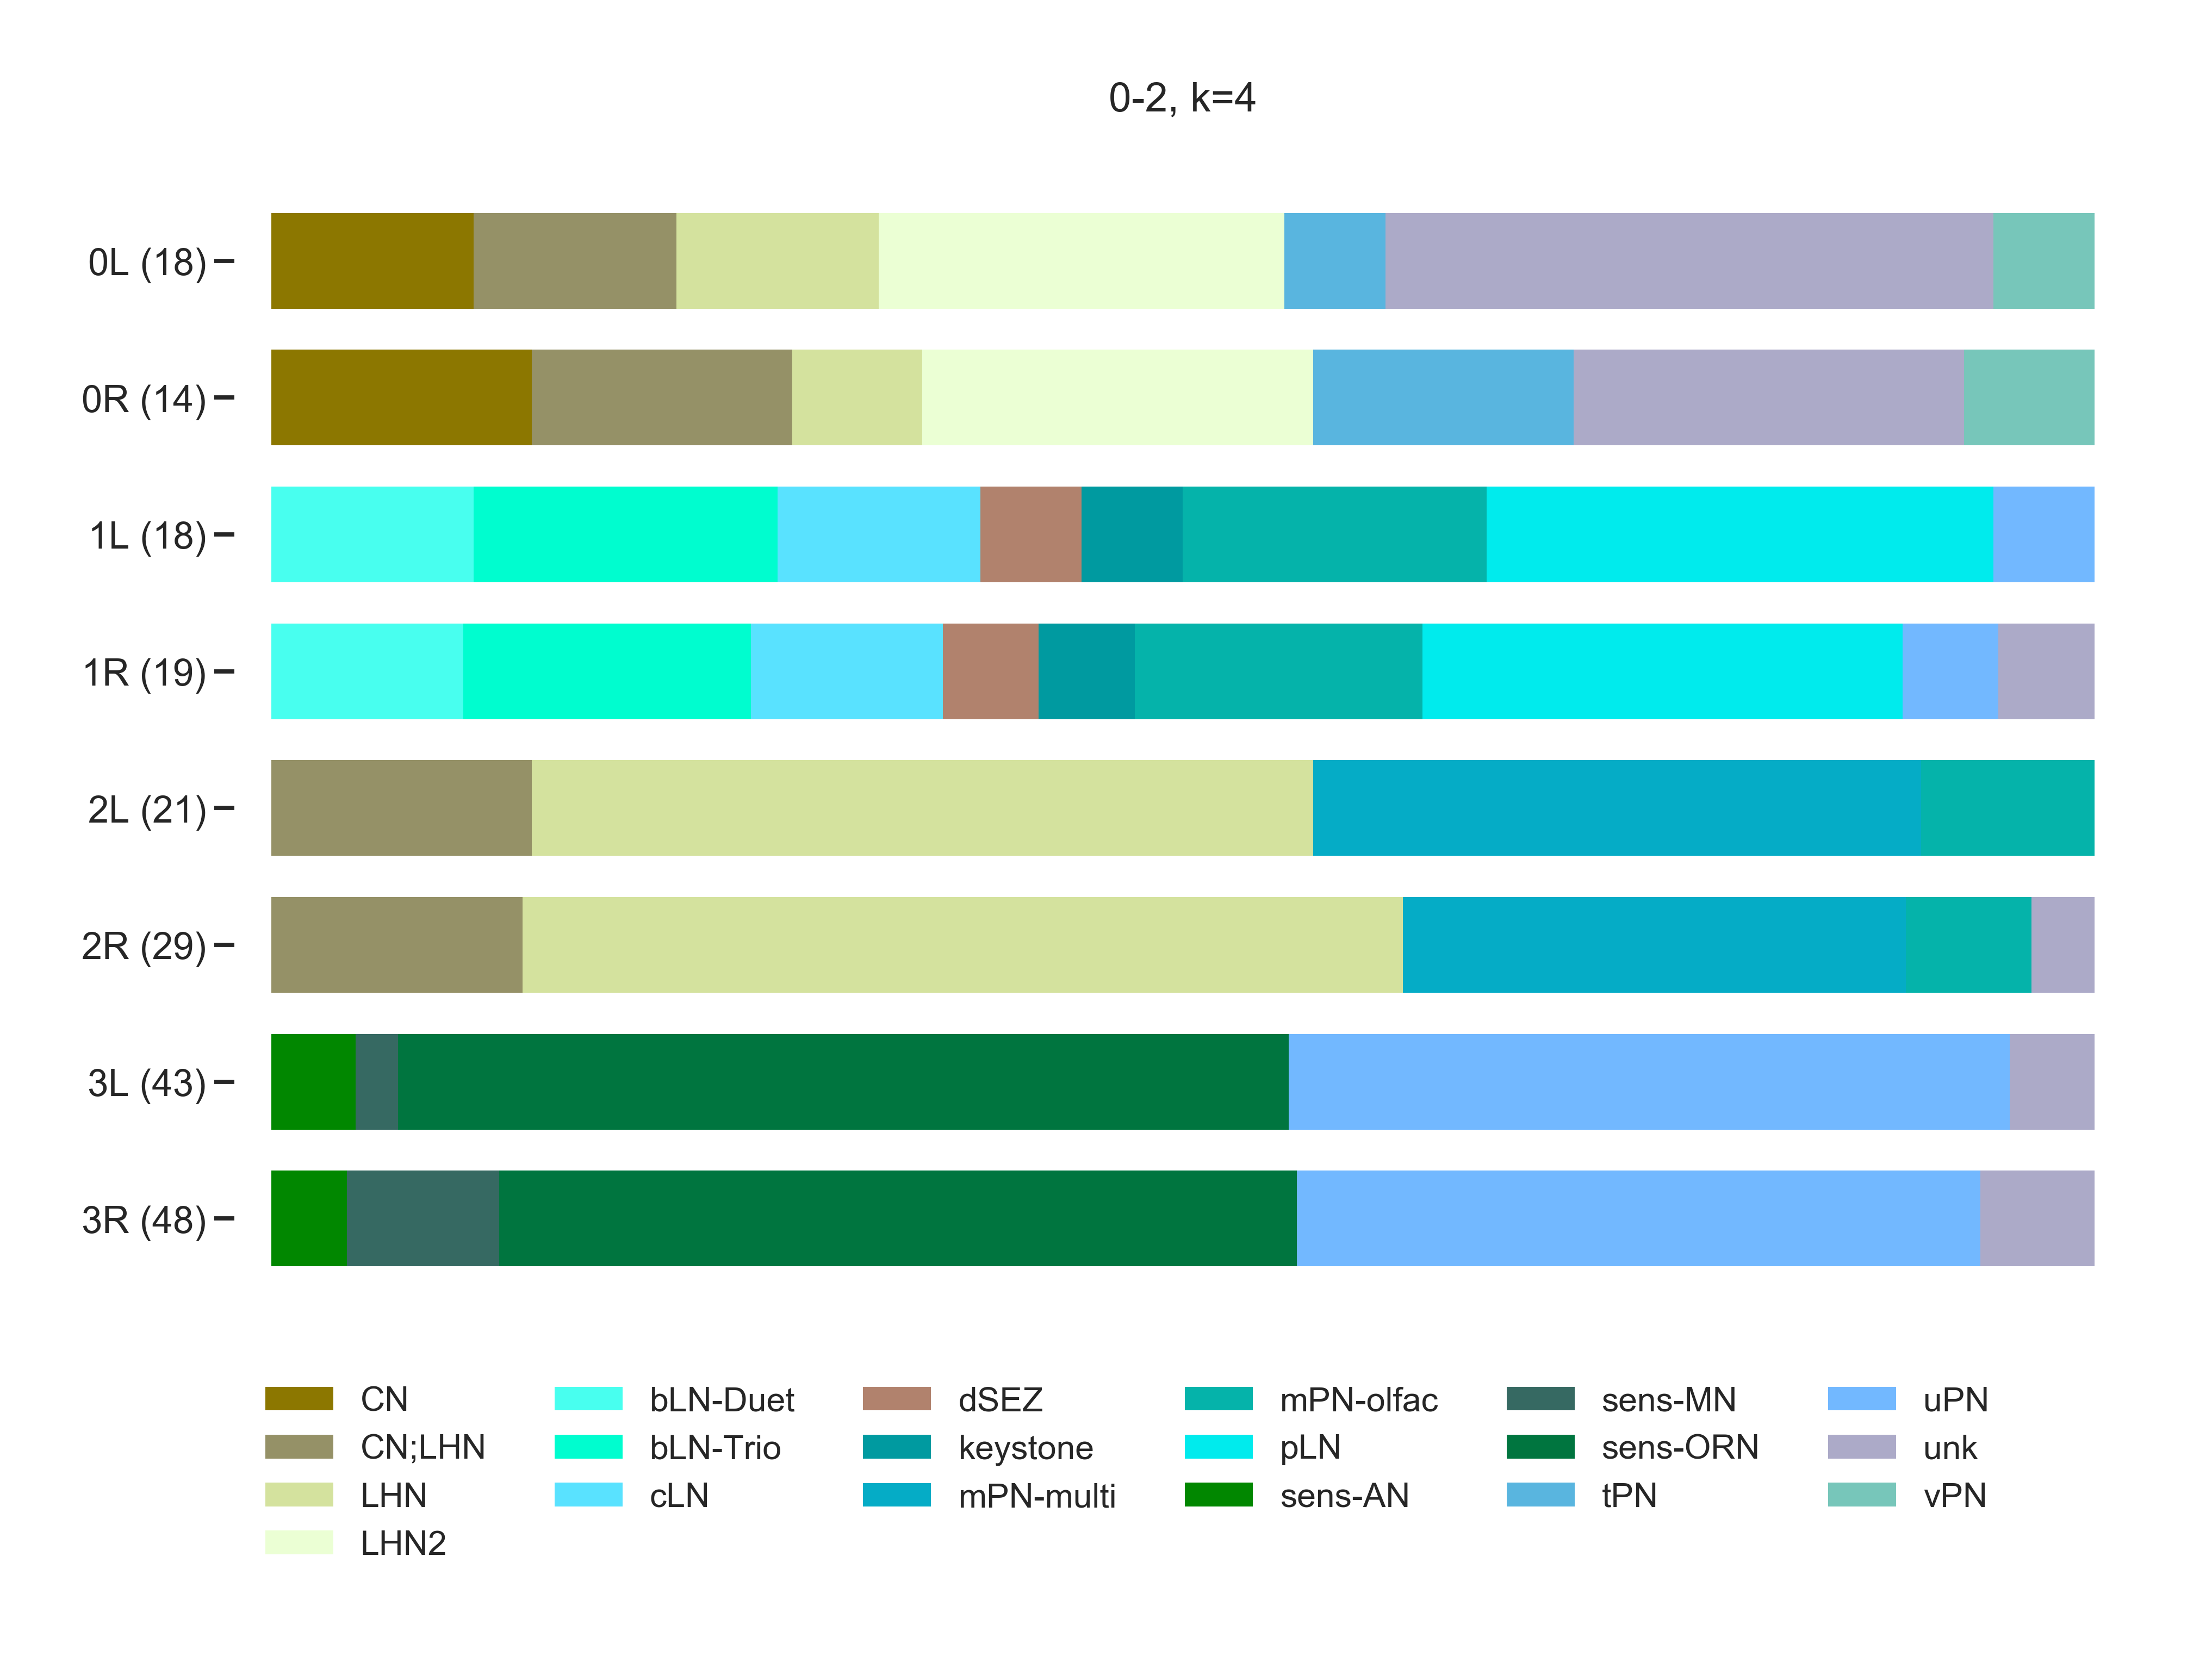 0-2, k=4
0L (18)
0R (14)
1L (18)
1R (19)
2L (21)
2R (29)
3L (43)
3R (48)
CN bLN-Duet dSEZ mPN-olfac sens-MN uPN
CN;LHN bLN-Trio keystone pLN sens-ORN unk
LHN cLN mPN-multi sens-AN tPN vPN
LHN2